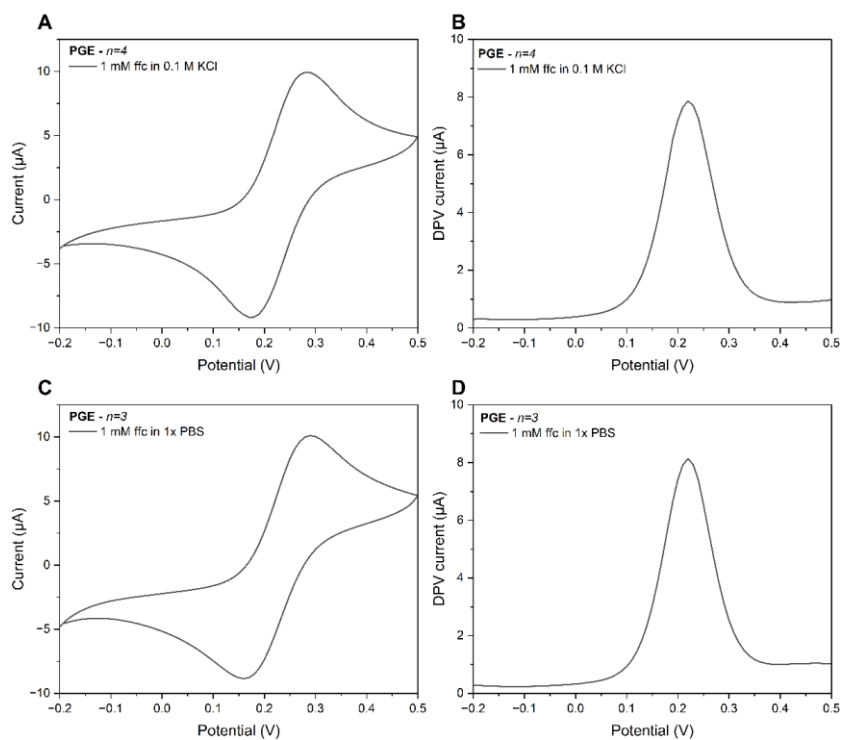 A
PGE - n=4
1 mM ffc in 0.1 M KCl
Current (µA)
10
5
0
−5
−10
−0.2 −0.1 0.0 0.1 0.2 0.3 0.4 0.5
Potential (V)
B
PGE - n=4
1 mM ffc in 0.1 M KCl
DPV current (µA)
10
8
6
4
2
0
−0.2 −0.1 0.0 0.1 0.2 0.3 0.4 0.5
Potential (V)
C
PGE - n=3
1 mM ffc in 1x PBS
Current (µA)
10
5
0
−5
−10
−0.2 −0.1 0.0 0.1 0.2 0.3 0.4 0.5
Potential (V)
D
PGE - n=3
1 mM ffc in 1x PBS
DPV current (µA)
10
8
6
4
2
0
−0.2 −0.1 0.0 0.1 0.2 0.3 0.4 0.5
Potential (V)